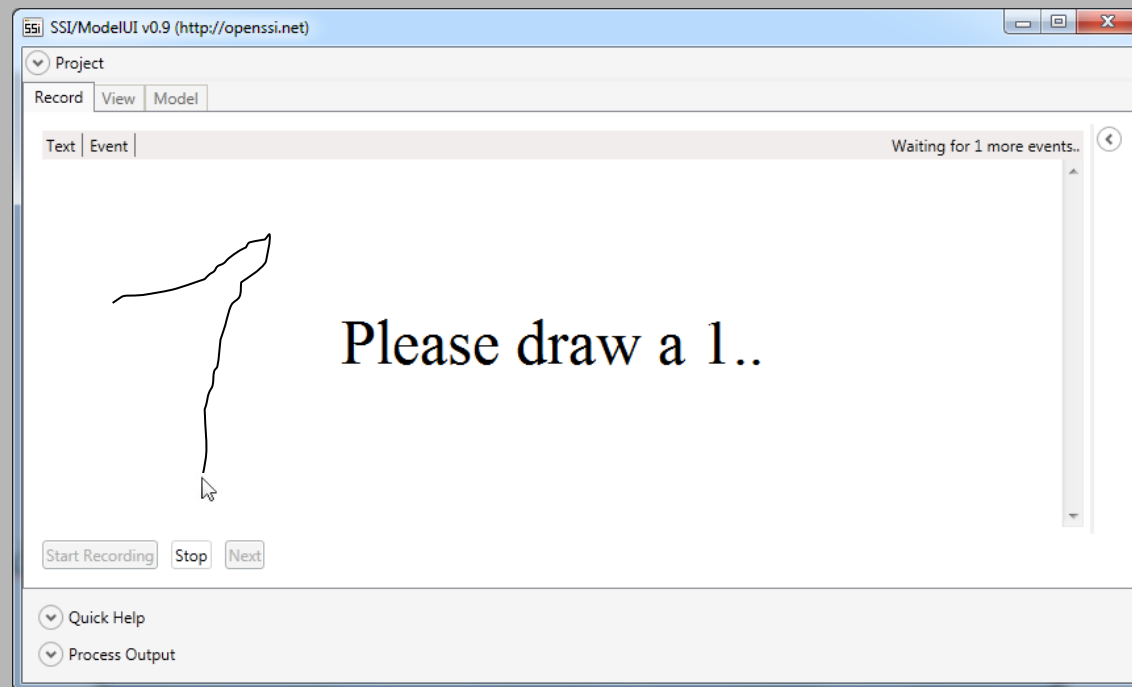 SSI SSI/ModelUI v0.9 (http://openssi.net)
Project
Record View Model
Text Event Waiting for 1 more events..
Please draw a 1..
Start Recording Stop Next
Quick Help
Process Output